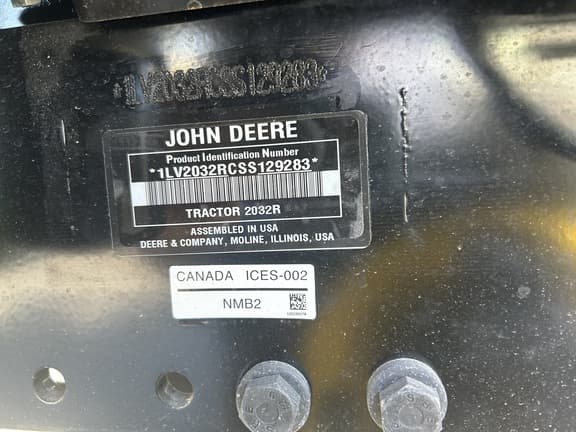 JOHN DEERE
Product Identification Number
*1LV2032RCSS129283*
TRACTOR 2032R
ASSEMBLED IN USA
DEERE & COMPANY, MOLINE, ILLINOIS, USA
CANADA ICES-002
NMB2